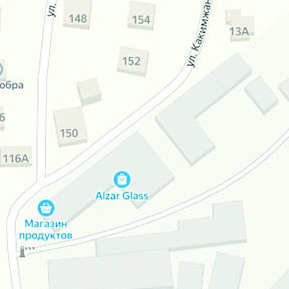 ул.
148
154
13А
ул. Какимжан
152
обра
6
150
116А
Alzar Glass
Магазин
продуктов